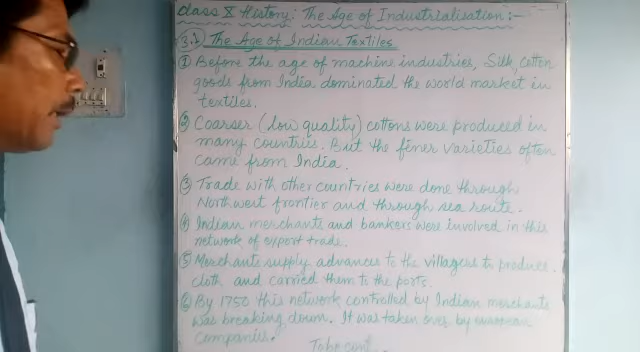 Class X History: The Age of Industrialisation:-
3.1 The Age of Indian Textiles
① Before the age of machine industries, Silk, cotton
goods from India dominated the world market in
textiles.
② Coarser (low quality) cottons were produced in
many countries. But the finer varieties often
came from India.
③ Trade with other countries were done through
Northwest frontier and through sea route.
④ Indian merchants and bankers were involved in this
network of export trade.
⑤ Merchants supply advances to the villagers to produce
cloth and carried them to the ports.
⑥ By 1750 this network controlled by Indian merchants
was breaking down. It was taken over by european
companies.
To be cont.